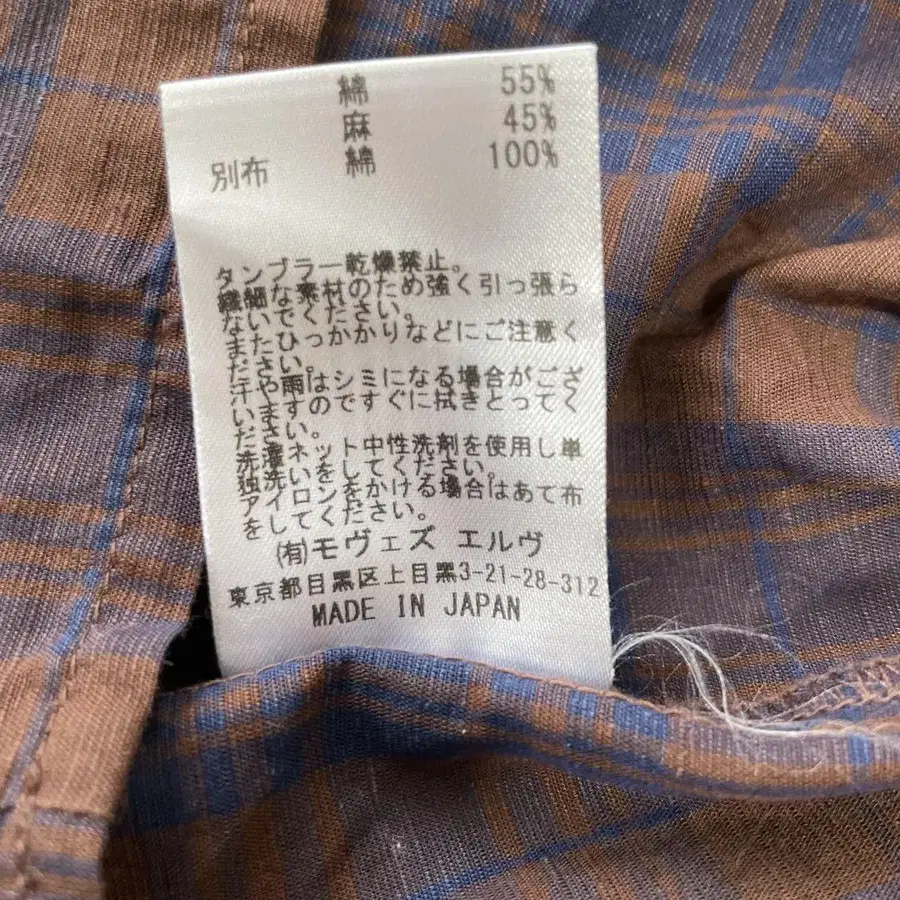 綿 55%
麻 45%
別布 綿 100%
タンブラー乾燥禁止。
繊細な素材のため強く引っ張ら
ないでください。
またひっかかりなどにご注意く
ださい。
汗や雨はシミになる場合がござ
いますのですぐに拭きとってく
ださい。
洗濯ネット中性洗剤を使用し単
独洗いをしてください。
アイロンをかける場合はあて布
をしてください。
(有)モヴェズ エルヴ
東京都目黒区上目黒3-21-28-312
MADE IN JAPAN